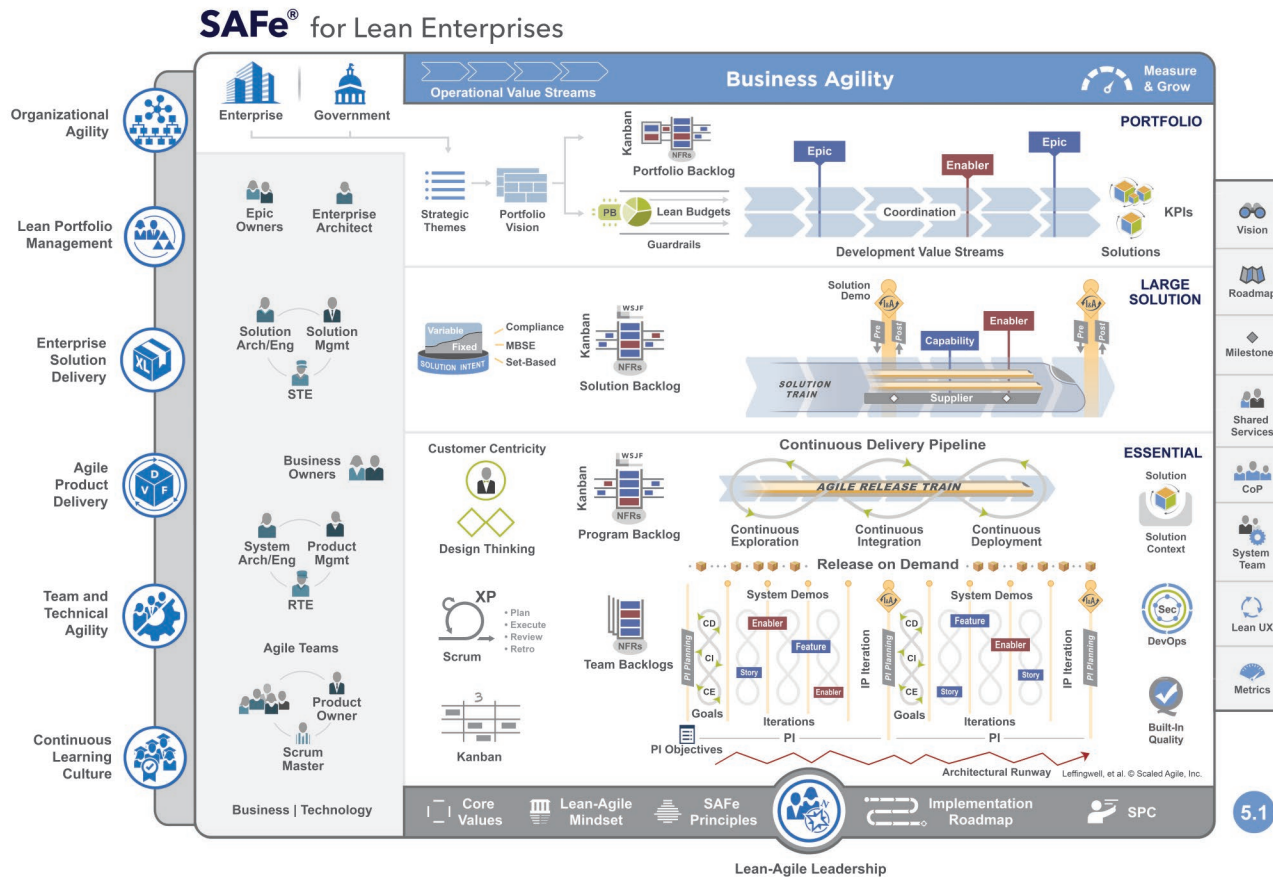 SAFe® for Lean Enterprises
Organizational
Agility
Lean Portfolio
Management
Enterprise
Solution
Delivery
XL
Agile
Product
Delivery
D
V F
Team and
Technical
Agility
Continuous
Learning
Culture
Enterprise
Government
Epic
Owners
Enterprise
Architect
Solution
Arch/Eng
Solution
Mgmt
STE
Business
Owners
System
Arch/Eng
Product
Mgmt
RTE
Agile Teams
Product
Owner
Scrum
Master
Business | Technology
Operational Value Streams
Business Agility
Measure
& Grow
PORTFOLIO
Strategic
Themes
Portfolio
Vision
Kanban
NFRs
Portfolio Backlog
PB
Lean Budgets
Guardrails
Epic
Enabler
Epic
Coordination
Development Value Streams
KPIs
Solutions
LARGE
SOLUTION
Variable
Fixed
SOLUTION INTENT
Compliance
MBSE
Set-Based
Kanban
WSJF
NFRs
Solution Backlog
Solution
Demo
I&A
Pre
Post
Capability
Enabler
I&A
Pre
Post
SOLUTION
TRAIN
Supplier
ESSENTIAL
Customer Centricity
Design Thinking
Kanban
WSJF
NFRs
Program Backlog
Continuous Delivery Pipeline
AGILE RELEASE TRAIN
Continuous
Exploration
Continuous
Integration
Continuous
Deployment
Release on Demand
Solution
Solution
Context
XP
Scrum
• Plan
• Execute
• Review
• Retro
NFRs
Team Backlogs
3
Kanban
System Demos
I&A
System Demos
I&A
PI Planning
CD
CI
CE
Goals
Enabler
Feature
Story
Enabler
Iterations
IP Iteration
PI Planning
CD
CI
CE
Goals
Feature
Enabler
Story
Story
Iterations
IP Iteration
PI Planning
PI Objectives
PI
PI
Architectural Runway
Leffingwell, et al. © Scaled Agile, Inc.
Sec
DevOps
Built-In
Quality
Vision
Roadmap
Milestone
Shared
Services
CoP
System
Team
Lean UX
Metrics
Core
Values
Lean-Agile
Mindset
SAFe
Principles
N
Implementation
Roadmap
SPC
5.1
Lean-Agile Leadership